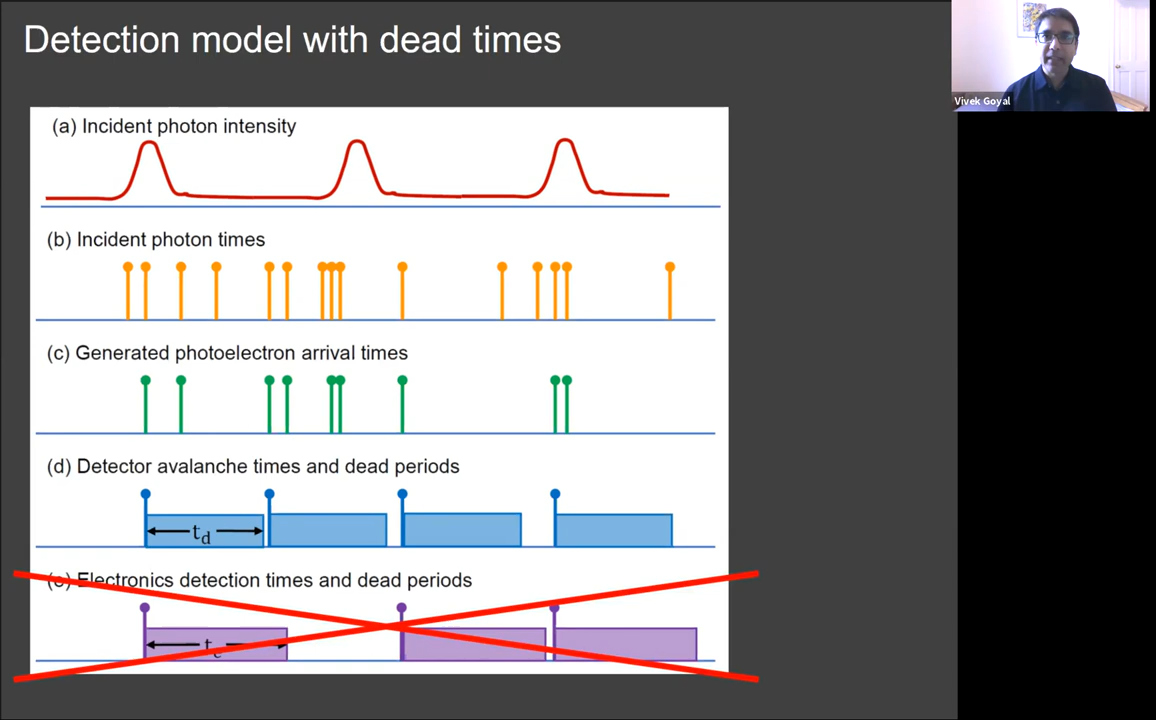 Detection model with dead times
Vivek Goyal
(a) Incident photon intensity
(b) Incident photon times
(c) Generated photoelectron arrival times
(d) Detector avalanche times and dead periods
t_d
(e) Electronics detection times and dead periods
t_e